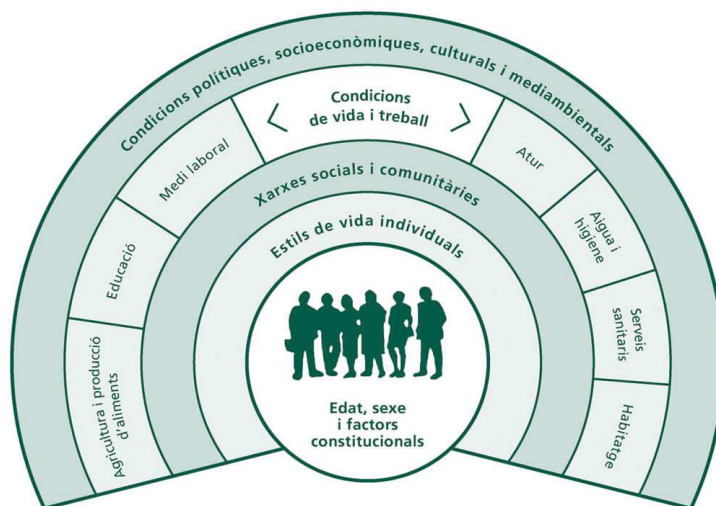 Condicions polítiques, socioeconòmiques, culturals i mediambientals
Condicions
de vida i treball
Agricultura i producció
d'aliments
Educació
Medi laboral
Atur
Aigua i
higiene
Serveis
sanitaris
Habitatge
Xarxes socials i comunitàries
Estils de vida individuals
Edat, sexe
i factors
constitucionals